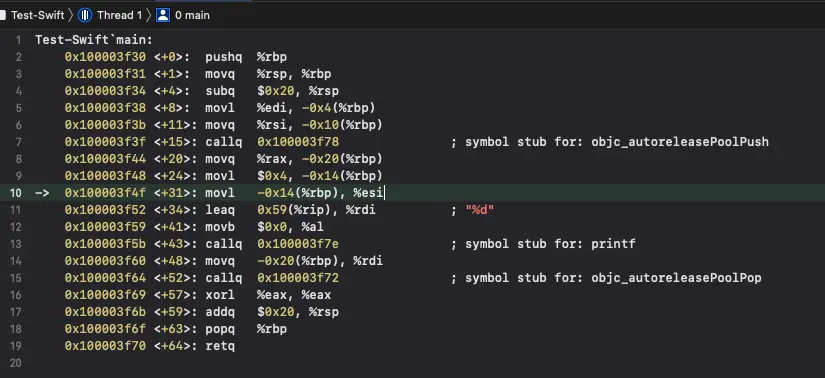 Test-Swift 〉 Thread 1 〉 0 main
1 Test-Swift`main:
2 0x100003f30 <+0>: pushq %rbp
3 0x100003f31 <+1>: movq %rsp, %rbp
4 0x100003f34 <+4>: subq $0x20, %rsp
5 0x100003f38 <+8>: movl %edi, -0x4(%rbp)
6 0x100003f3b <+11>: movq %rsi, -0x10(%rbp)
7 0x100003f3f <+15>: callq 0x100003f78 ; symbol stub for: objc_autoreleasePoolPush
8 0x100003f44 <+20>: movq %rax, -0x20(%rbp)
9 0x100003f48 <+24>: movl $0x4, -0x14(%rbp)
10 -> 0x100003f4f <+31>: movl -0x14(%rbp), %esi
11 0x100003f52 <+34>: leaq 0x59(%rip), %rdi ; "%d"
12 0x100003f59 <+41>: movb $0x0, %al
13 0x100003f5b <+43>: callq 0x100003f7e ; symbol stub for: printf
14 0x100003f60 <+48>: movq -0x20(%rbp), %rdi
15 0x100003f64 <+52>: callq 0x100003f72 ; symbol stub for: objc_autoreleasePoolPop
16 0x100003f69 <+57>: xorl %eax, %eax
17 0x100003f6b <+59>: addq $0x20, %rsp
18 0x100003f6f <+63>: popq %rbp
19 0x100003f70 <+64>: retq
20